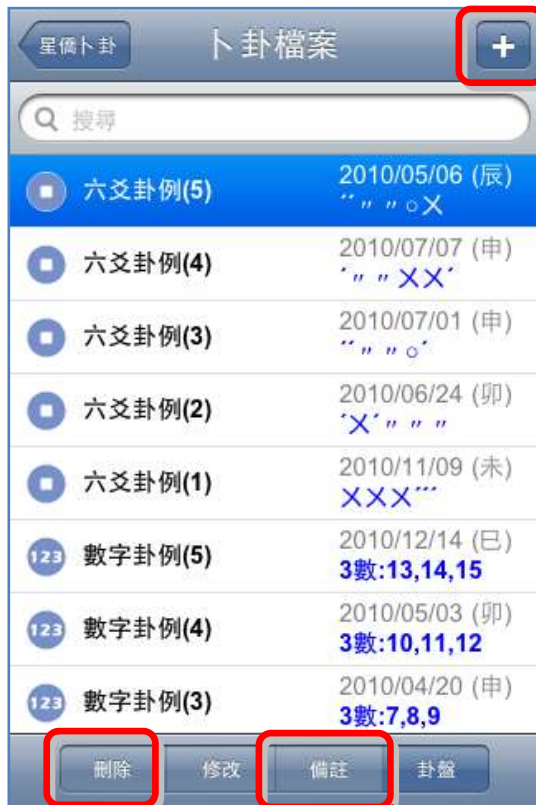 星僑卜卦 卜卦檔案 +
搜尋
六爻卦例(5) 2010/05/06 (辰)
ˊˊ〃〃○ㄨ
六爻卦例(4) 2010/07/07 (申)
ˊ〃〃ㄨㄨˊ
六爻卦例(3) 2010/07/01 (申)
ˊˊ〃〃○ˊ
六爻卦例(2) 2010/06/24 (卯)
ˊㄨˊ〃〃〃
六爻卦例(1) 2010/11/09 (未)
ㄨㄨㄨˊˊˊ
123 數字卦例(5) 2010/12/14 (巳)
3數:13,14,15
123 數字卦例(4) 2010/05/03 (卯)
3數:10,11,12
123 數字卦例(3) 2010/04/20 (申)
3數:7,8,9
刪除 修改 備註 卦盤